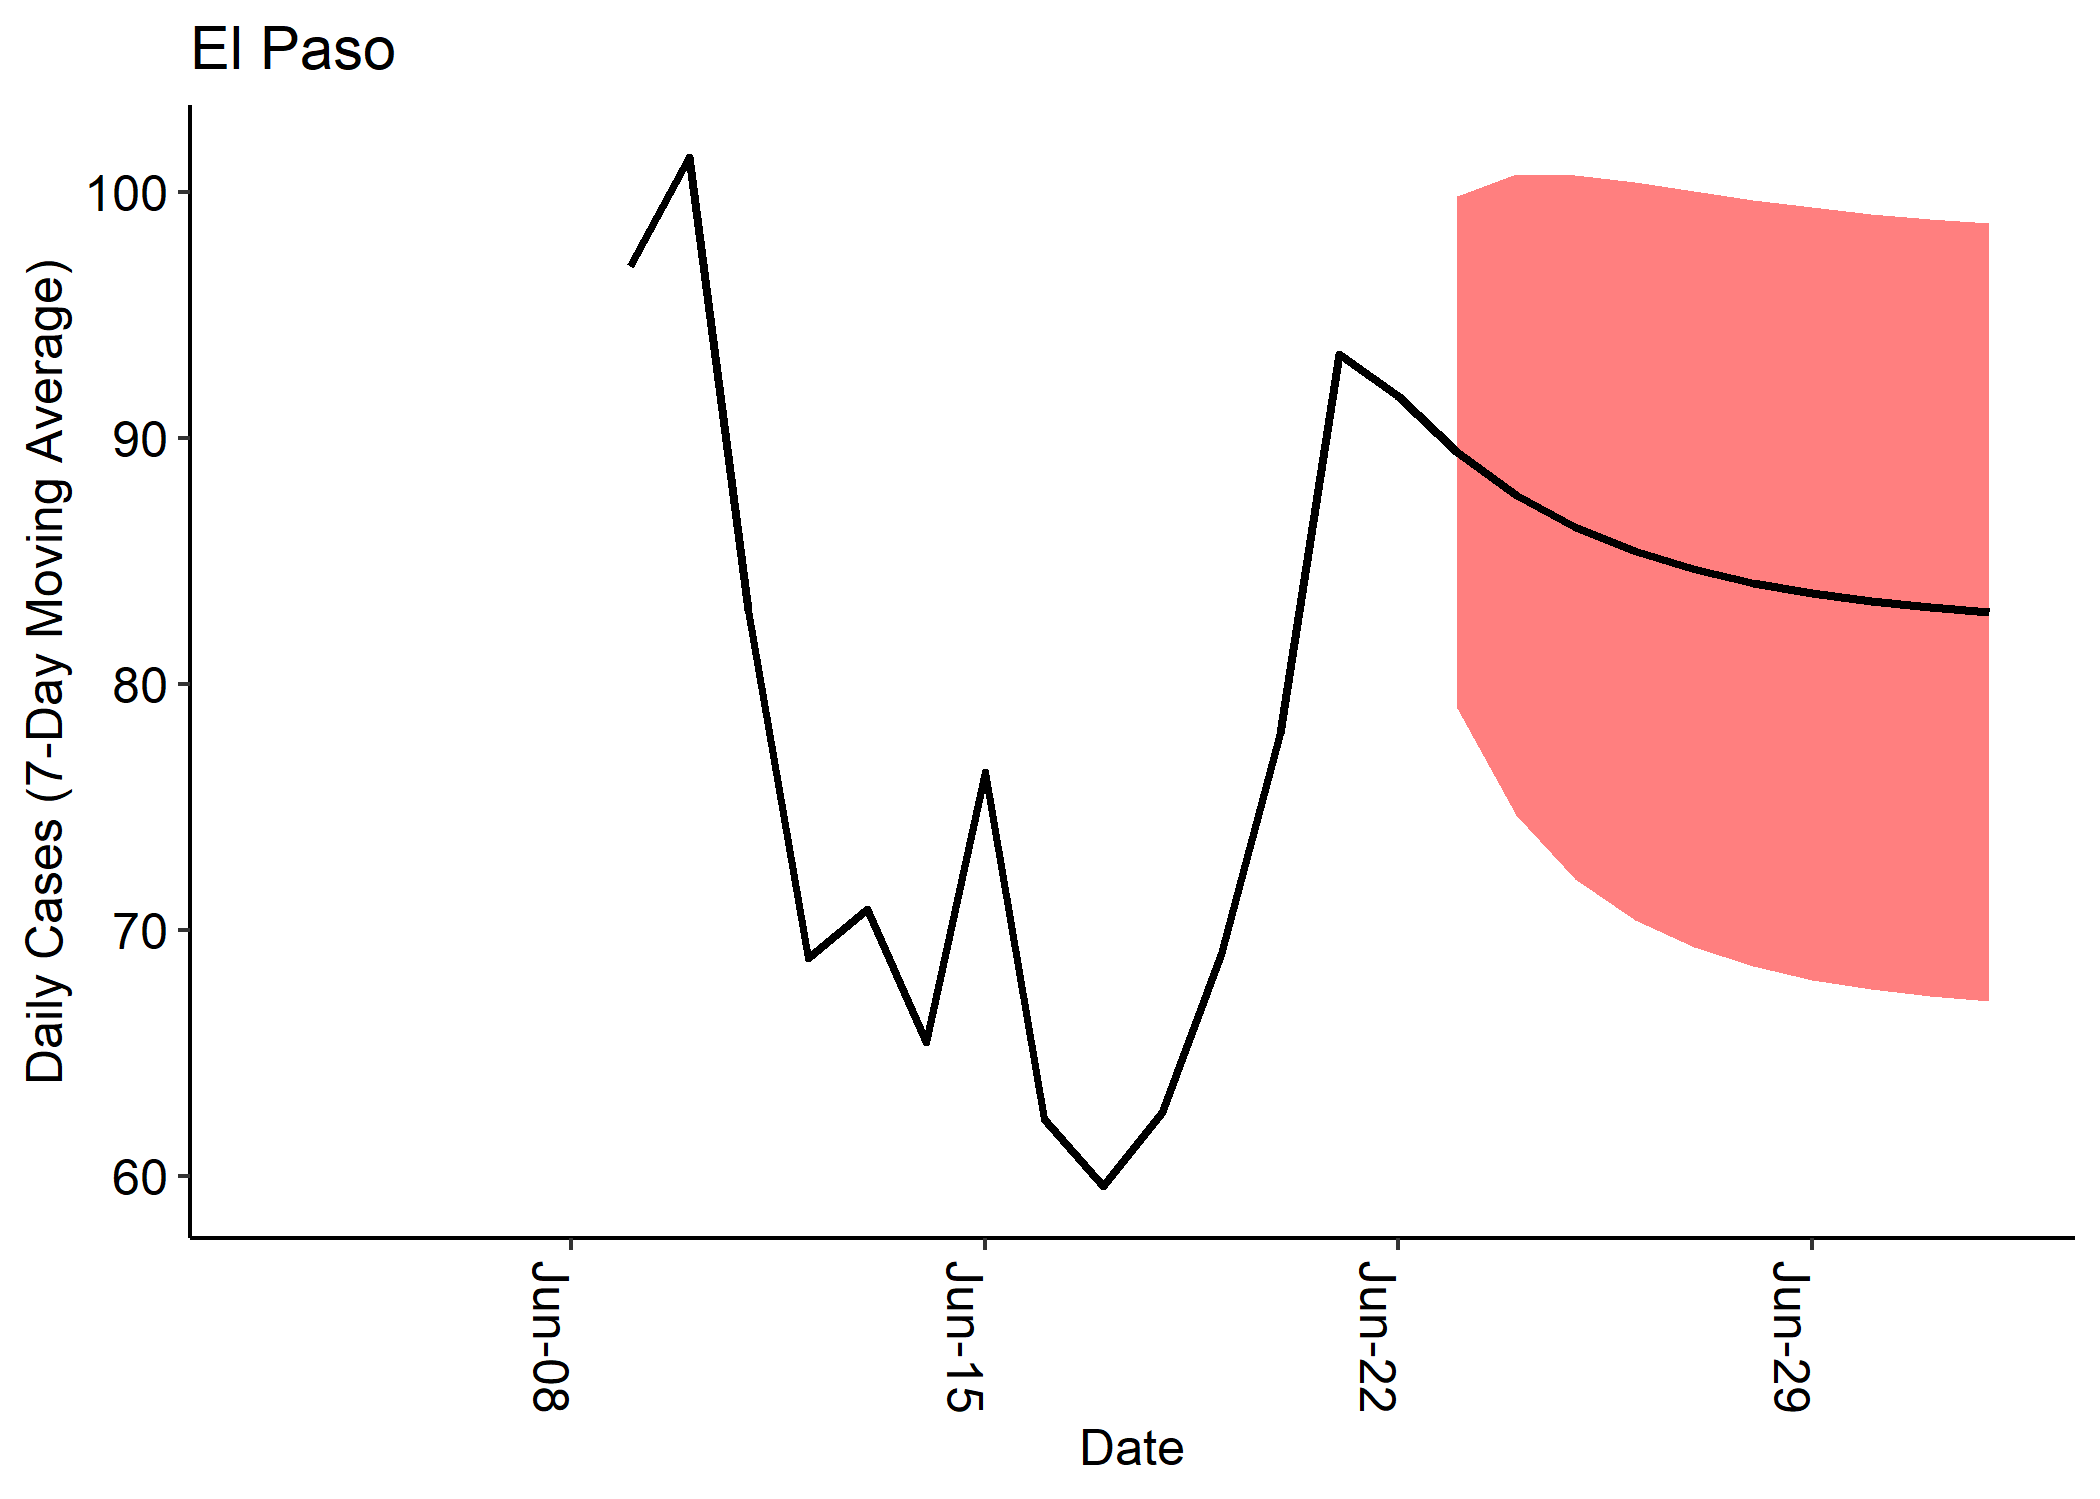 El Paso
Daily Cases (7-Day Moving Average)
100
90
80
70
60
Jun-08
Jun-15
Jun-22
Jun-29
Date